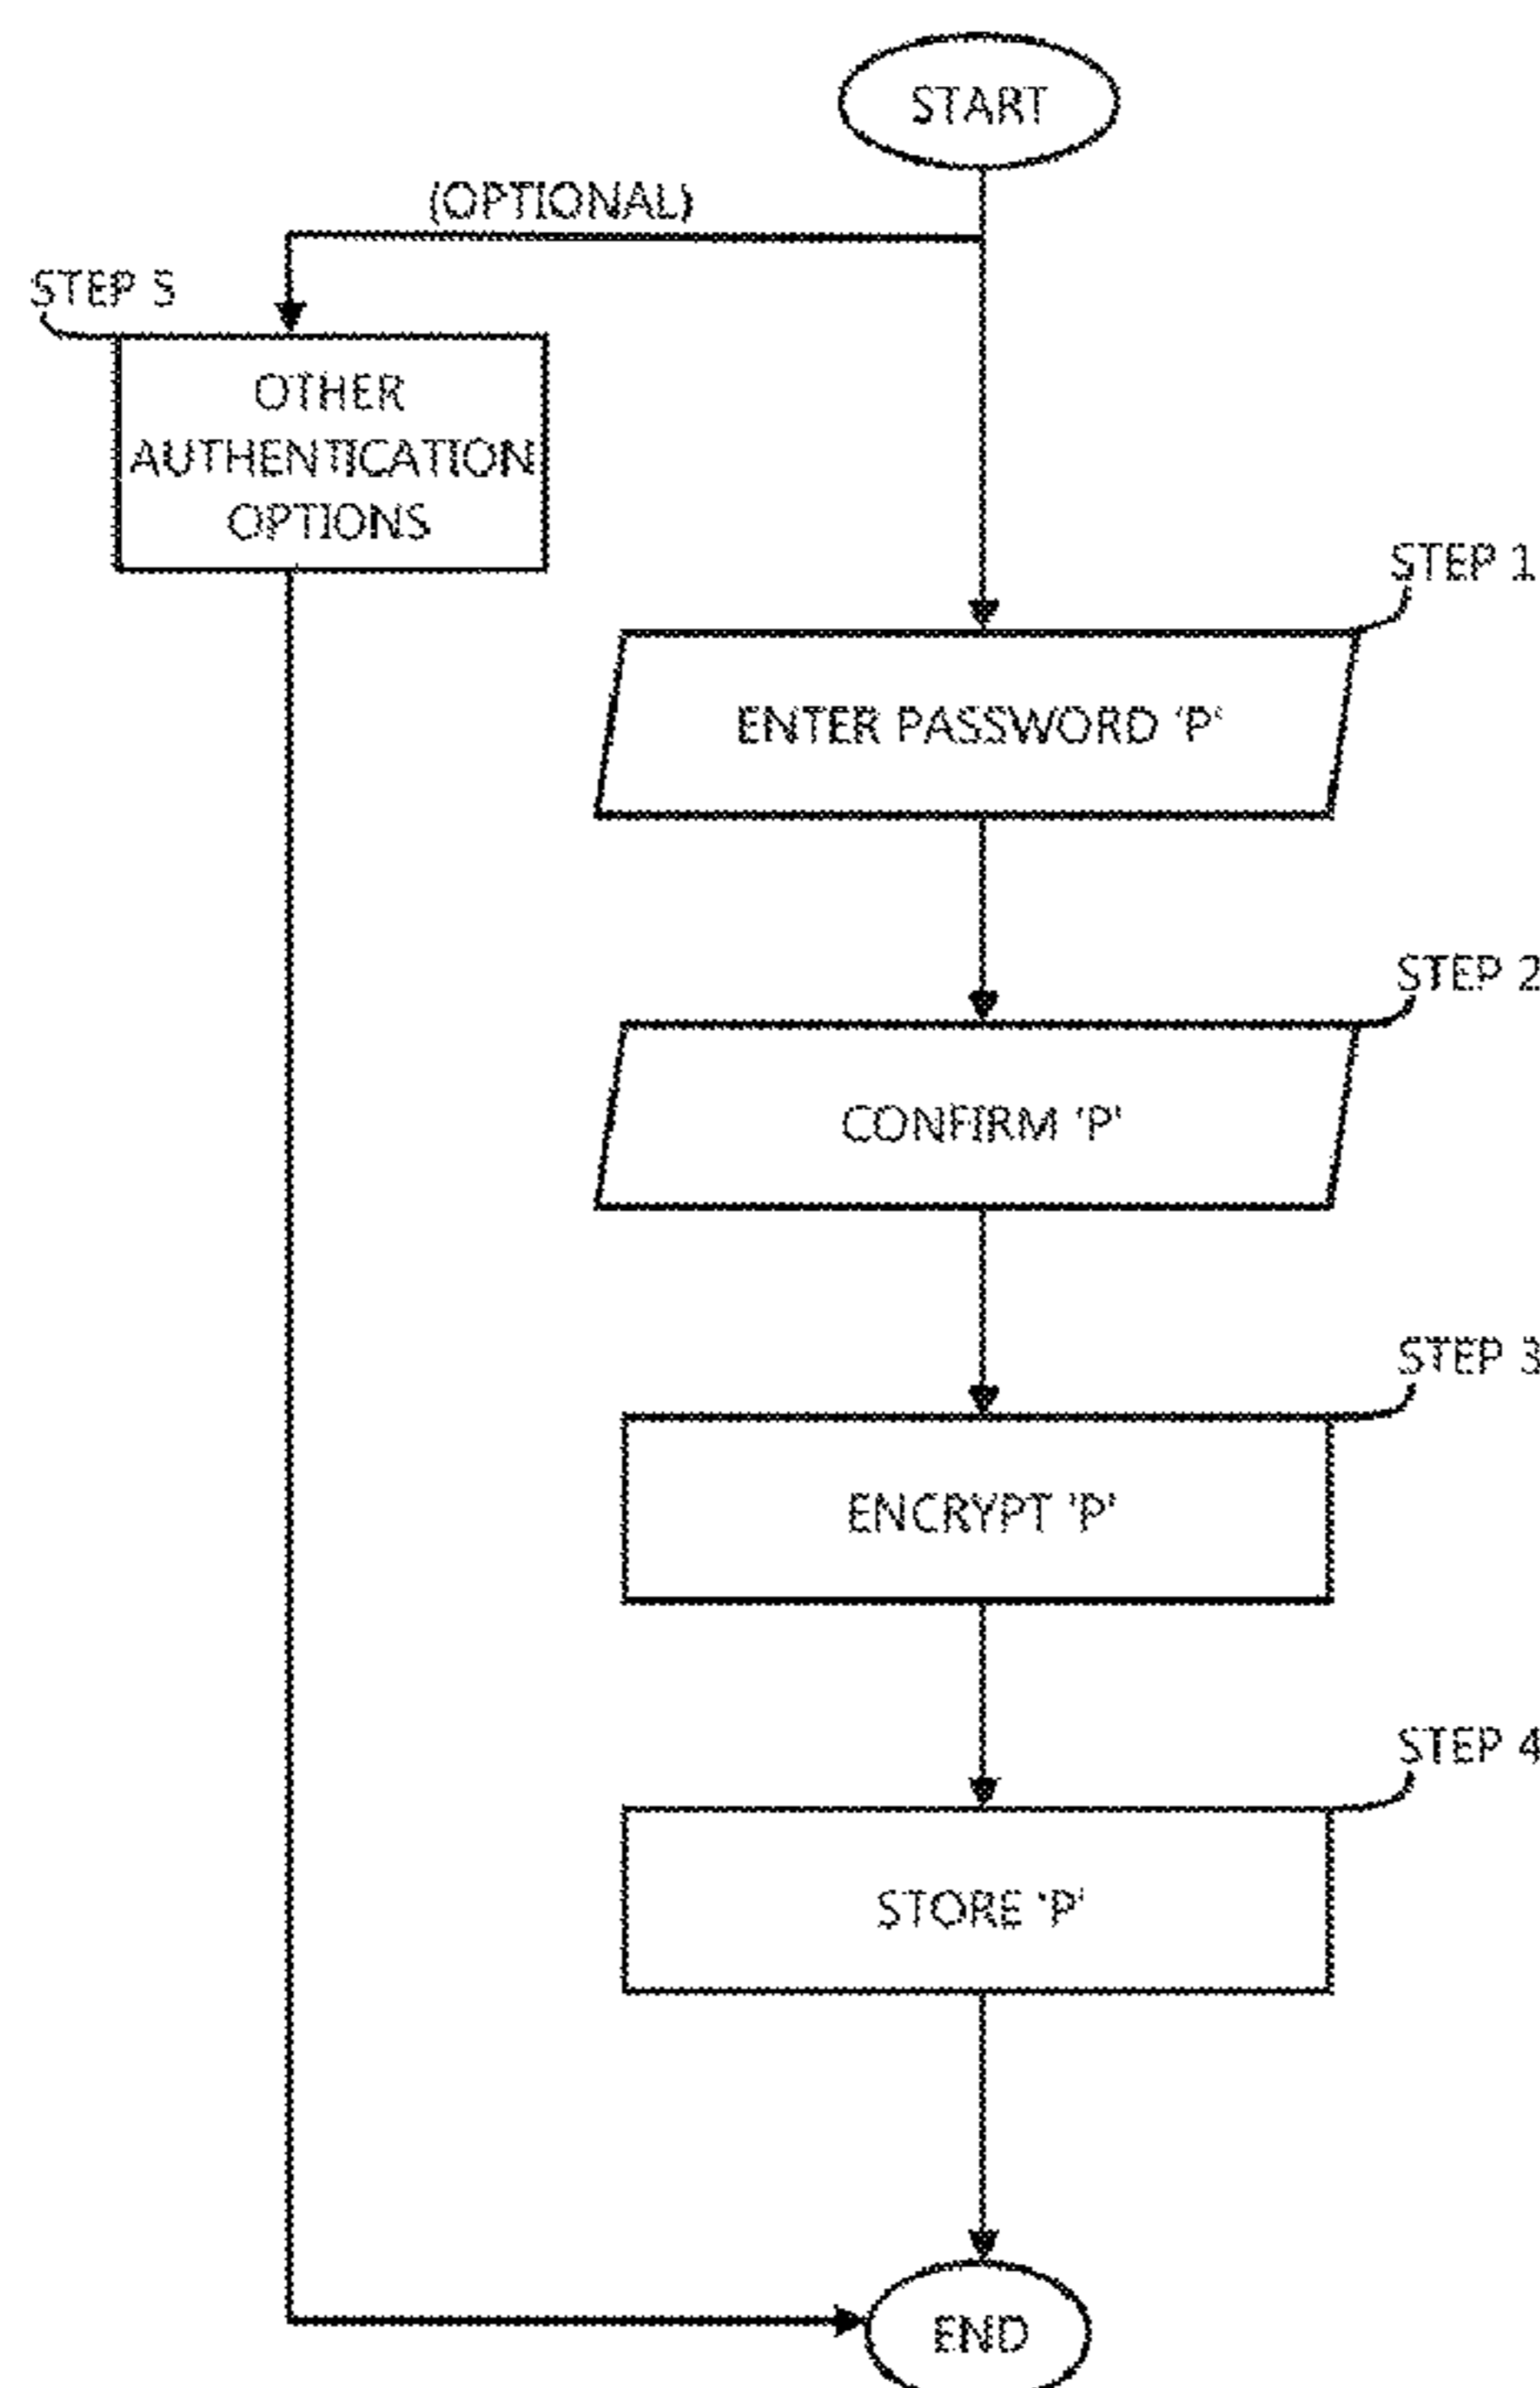 START
(OPTIONAL)
STEP 5
OTHER
AUTHENTICATION
OPTIONS
STEP 1
ENTER PASSWORD 'P'
STEP 2
CONFIRM 'P'
STEP 3
ENCRYPT 'P'
STEP 4
STORE 'P'
END